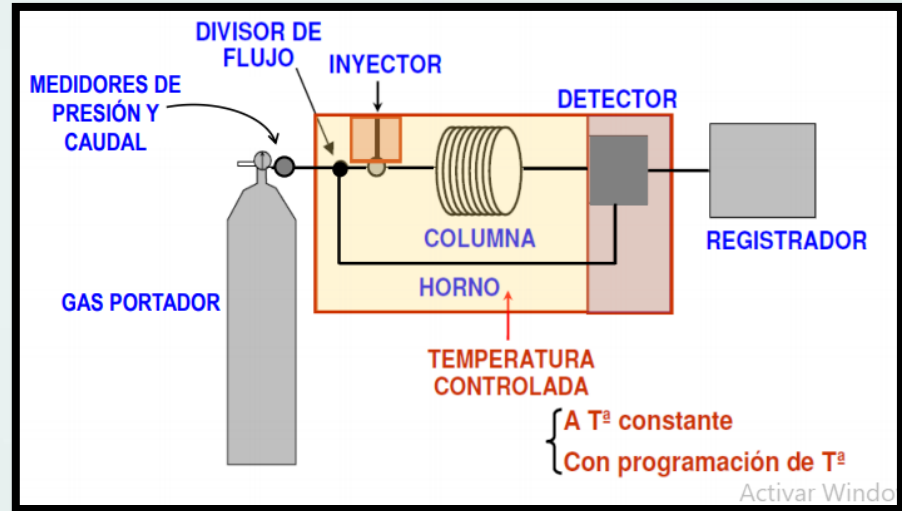 DIVISOR DE
FLUJO
INYECTOR
MEDIDORES DE
PRESIÓN Y
CAUDAL
DETECTOR
COLUMNA
REGISTRADOR
HORNO
GAS PORTADOR
TEMPERATURA
CONTROLADA
A Tª constante
Con programación de Tª
Activar Windo